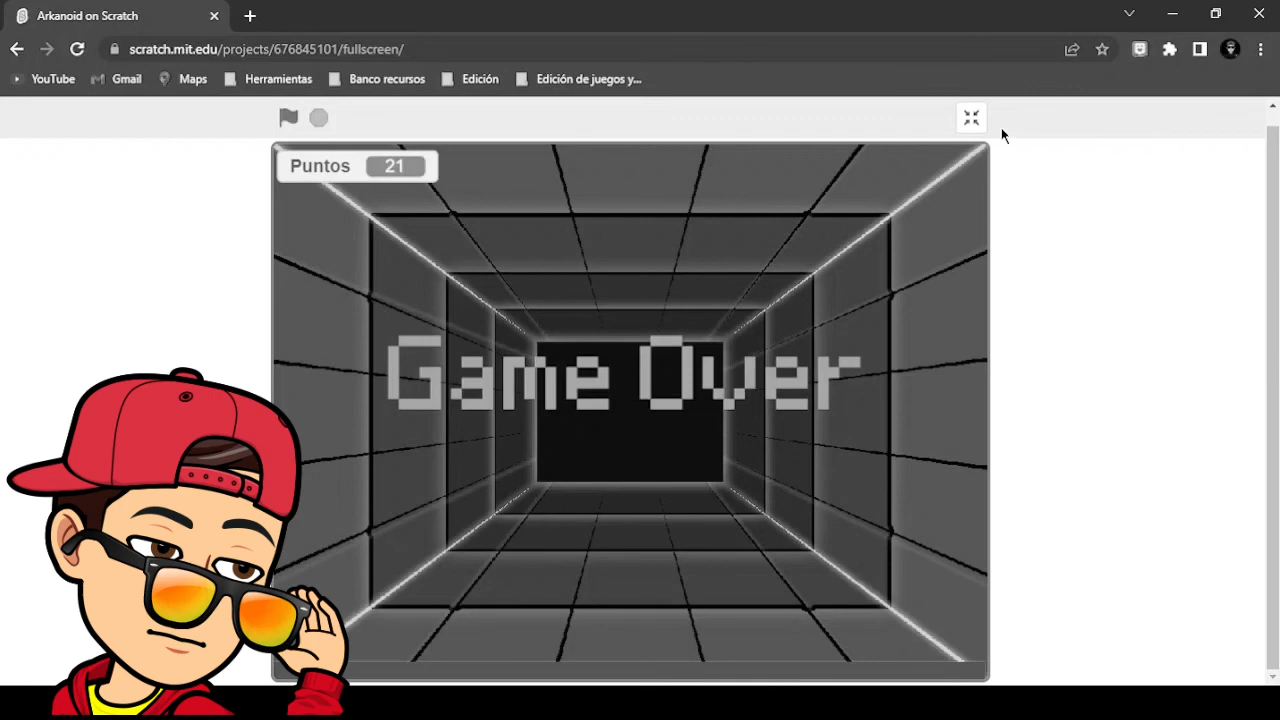 Arkanoid on Scratch
scratch.mit.edu/projects/676845101/fullscreen/
YouTube Gmail Maps Herramientas Banco recursos Edición Edición de juegos y...
Puntos 21
Game Over